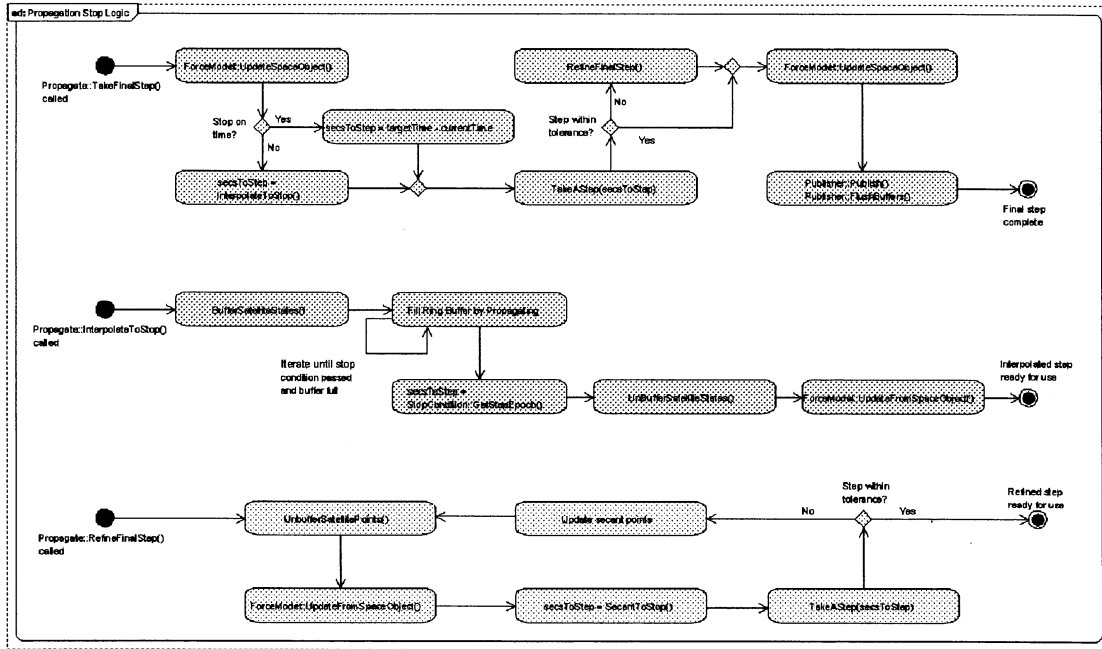 ad: Propagation Stop Logic
Propagate::TakeFinalStep()
called
ForceModel::UpdateSpaceObject()
Stop on
time?
Yes
No
secsToStep = targetTime - currentTime
secsToStep =
InterpolateToStop()
TakeAStep(secsToStep)
Step within
tolerance?
No
Yes
RefineFinalStep()
ForceModel::UpdateSpaceObject()
Publisher::Publish()
Publisher::FlushBuffers()
Final step
complete
Propagate::InterpolateToStop()
called
BufferSatelliteStates()
Fill Ring Buffer by Propagating
Iterate until stop
condition passed
and buffer full
secsToStep =
StopCondition::GetStopEpoch()
UnBufferSatelliteStates()
ForceModel::UpdateFromSpaceObject()
Interpolated step
ready for use
Propagate::RefineFinalStep()
called
UnbufferSatellitePoints()
ForceModel::UpdateFromSpaceObject()
secsToStep = SecantToStop()
TakeAStep(secsToStep)
Step within
tolerance?
No
Yes
Update secant points
Refined step
ready for use